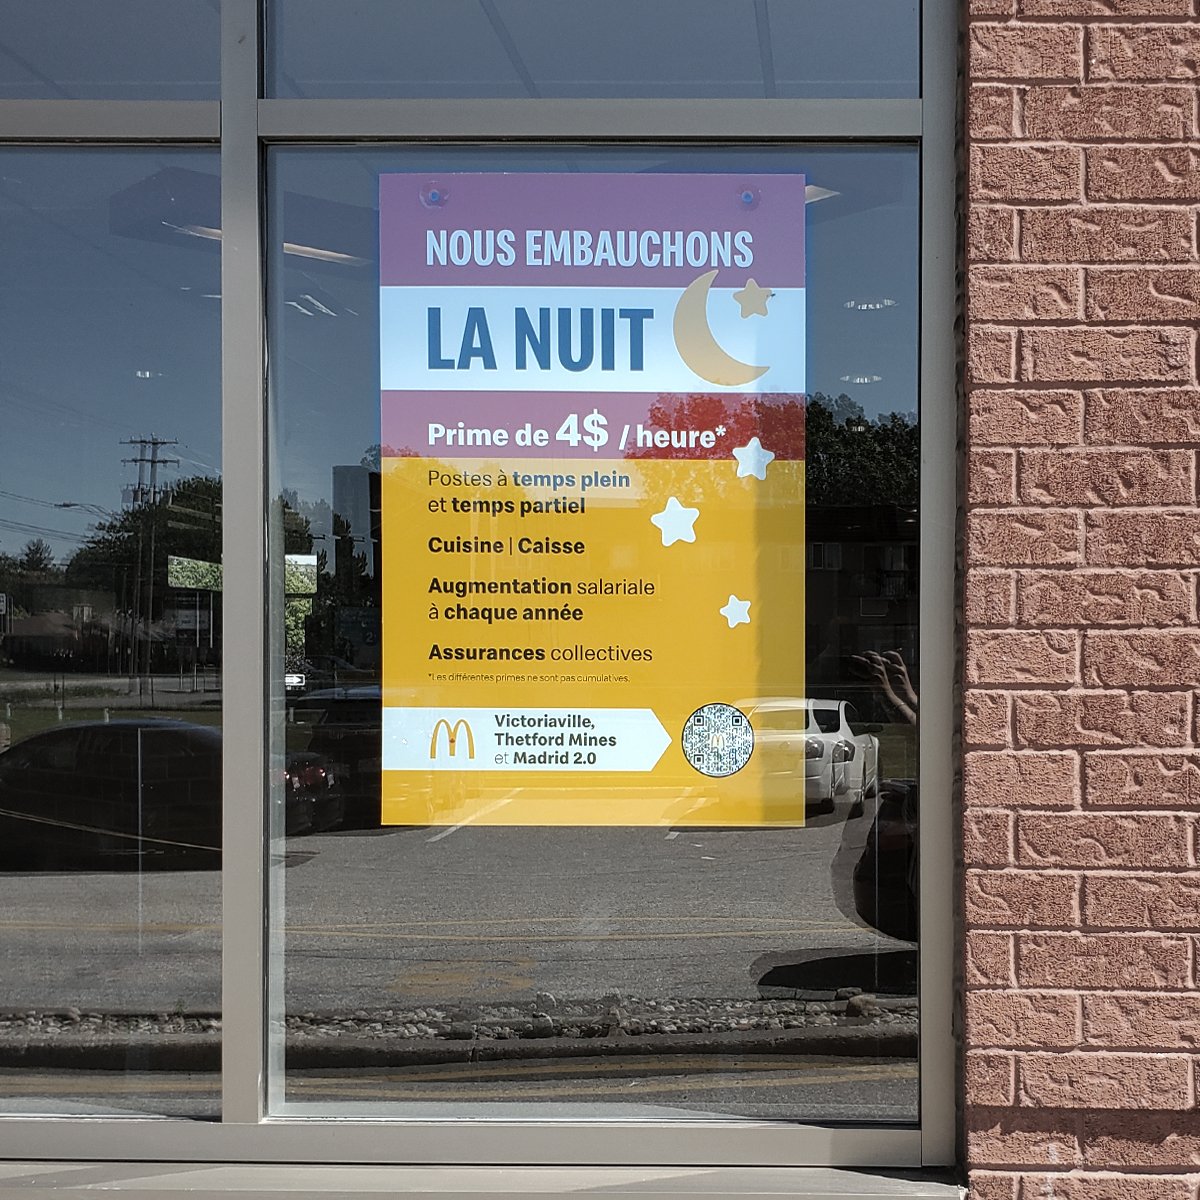 NOUS EMBAUCHONS
LA NUIT
Prime de 4$ / heure*
Postes à temps plein
et temps partiel
Cuisine | Caisse
Augmentation salariale
à chaque année
Assurances collectives
*Les différentes primes ne sont pas cumulatives.
Victoriaville,
Thetford Mines
et Madrid 2.0